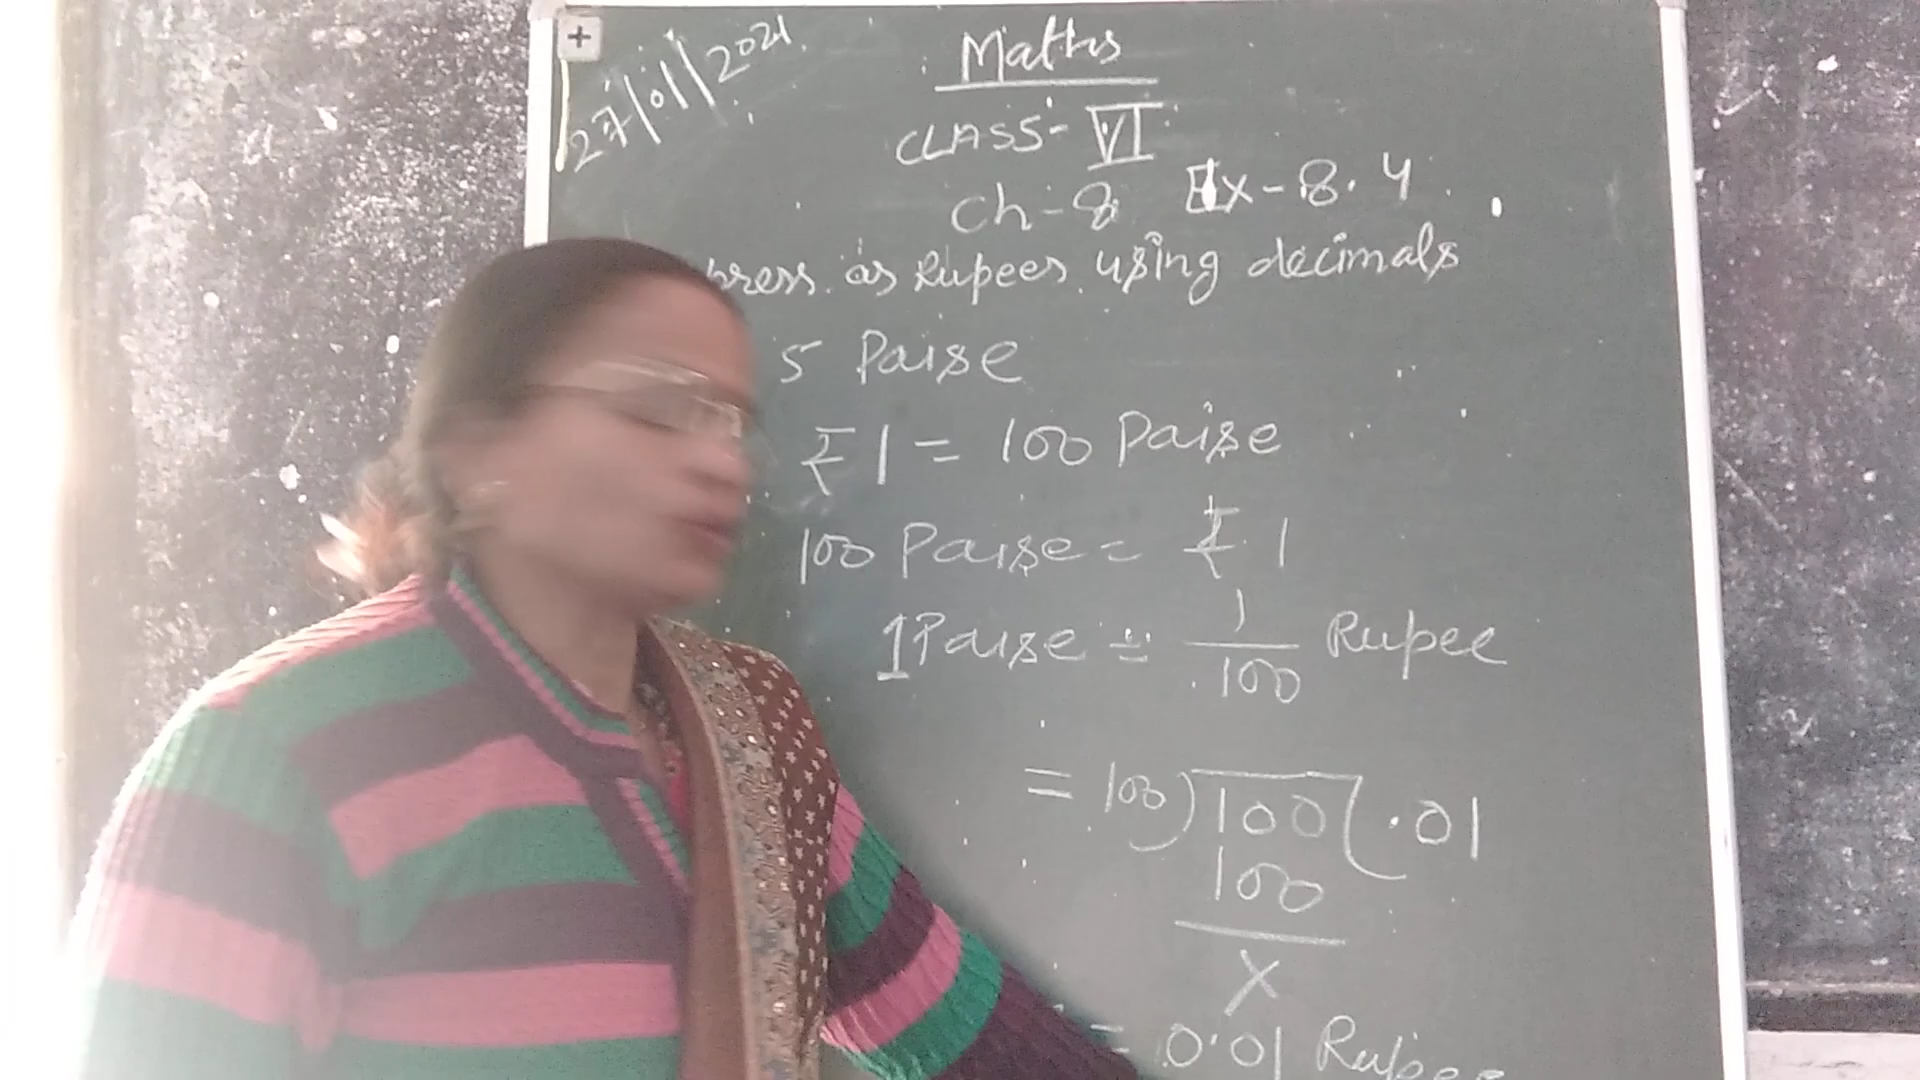 27/01/2021
Maths
CLASS- VI
Ch-8 Ex-8.4
press as Rupees using decimals
5 Paise
₹1 = 100 Paise
100 Paise = ₹1
1 Paise = 1/100 Rupee
= 100)100(.01
100
X
= 0.01 Rupee